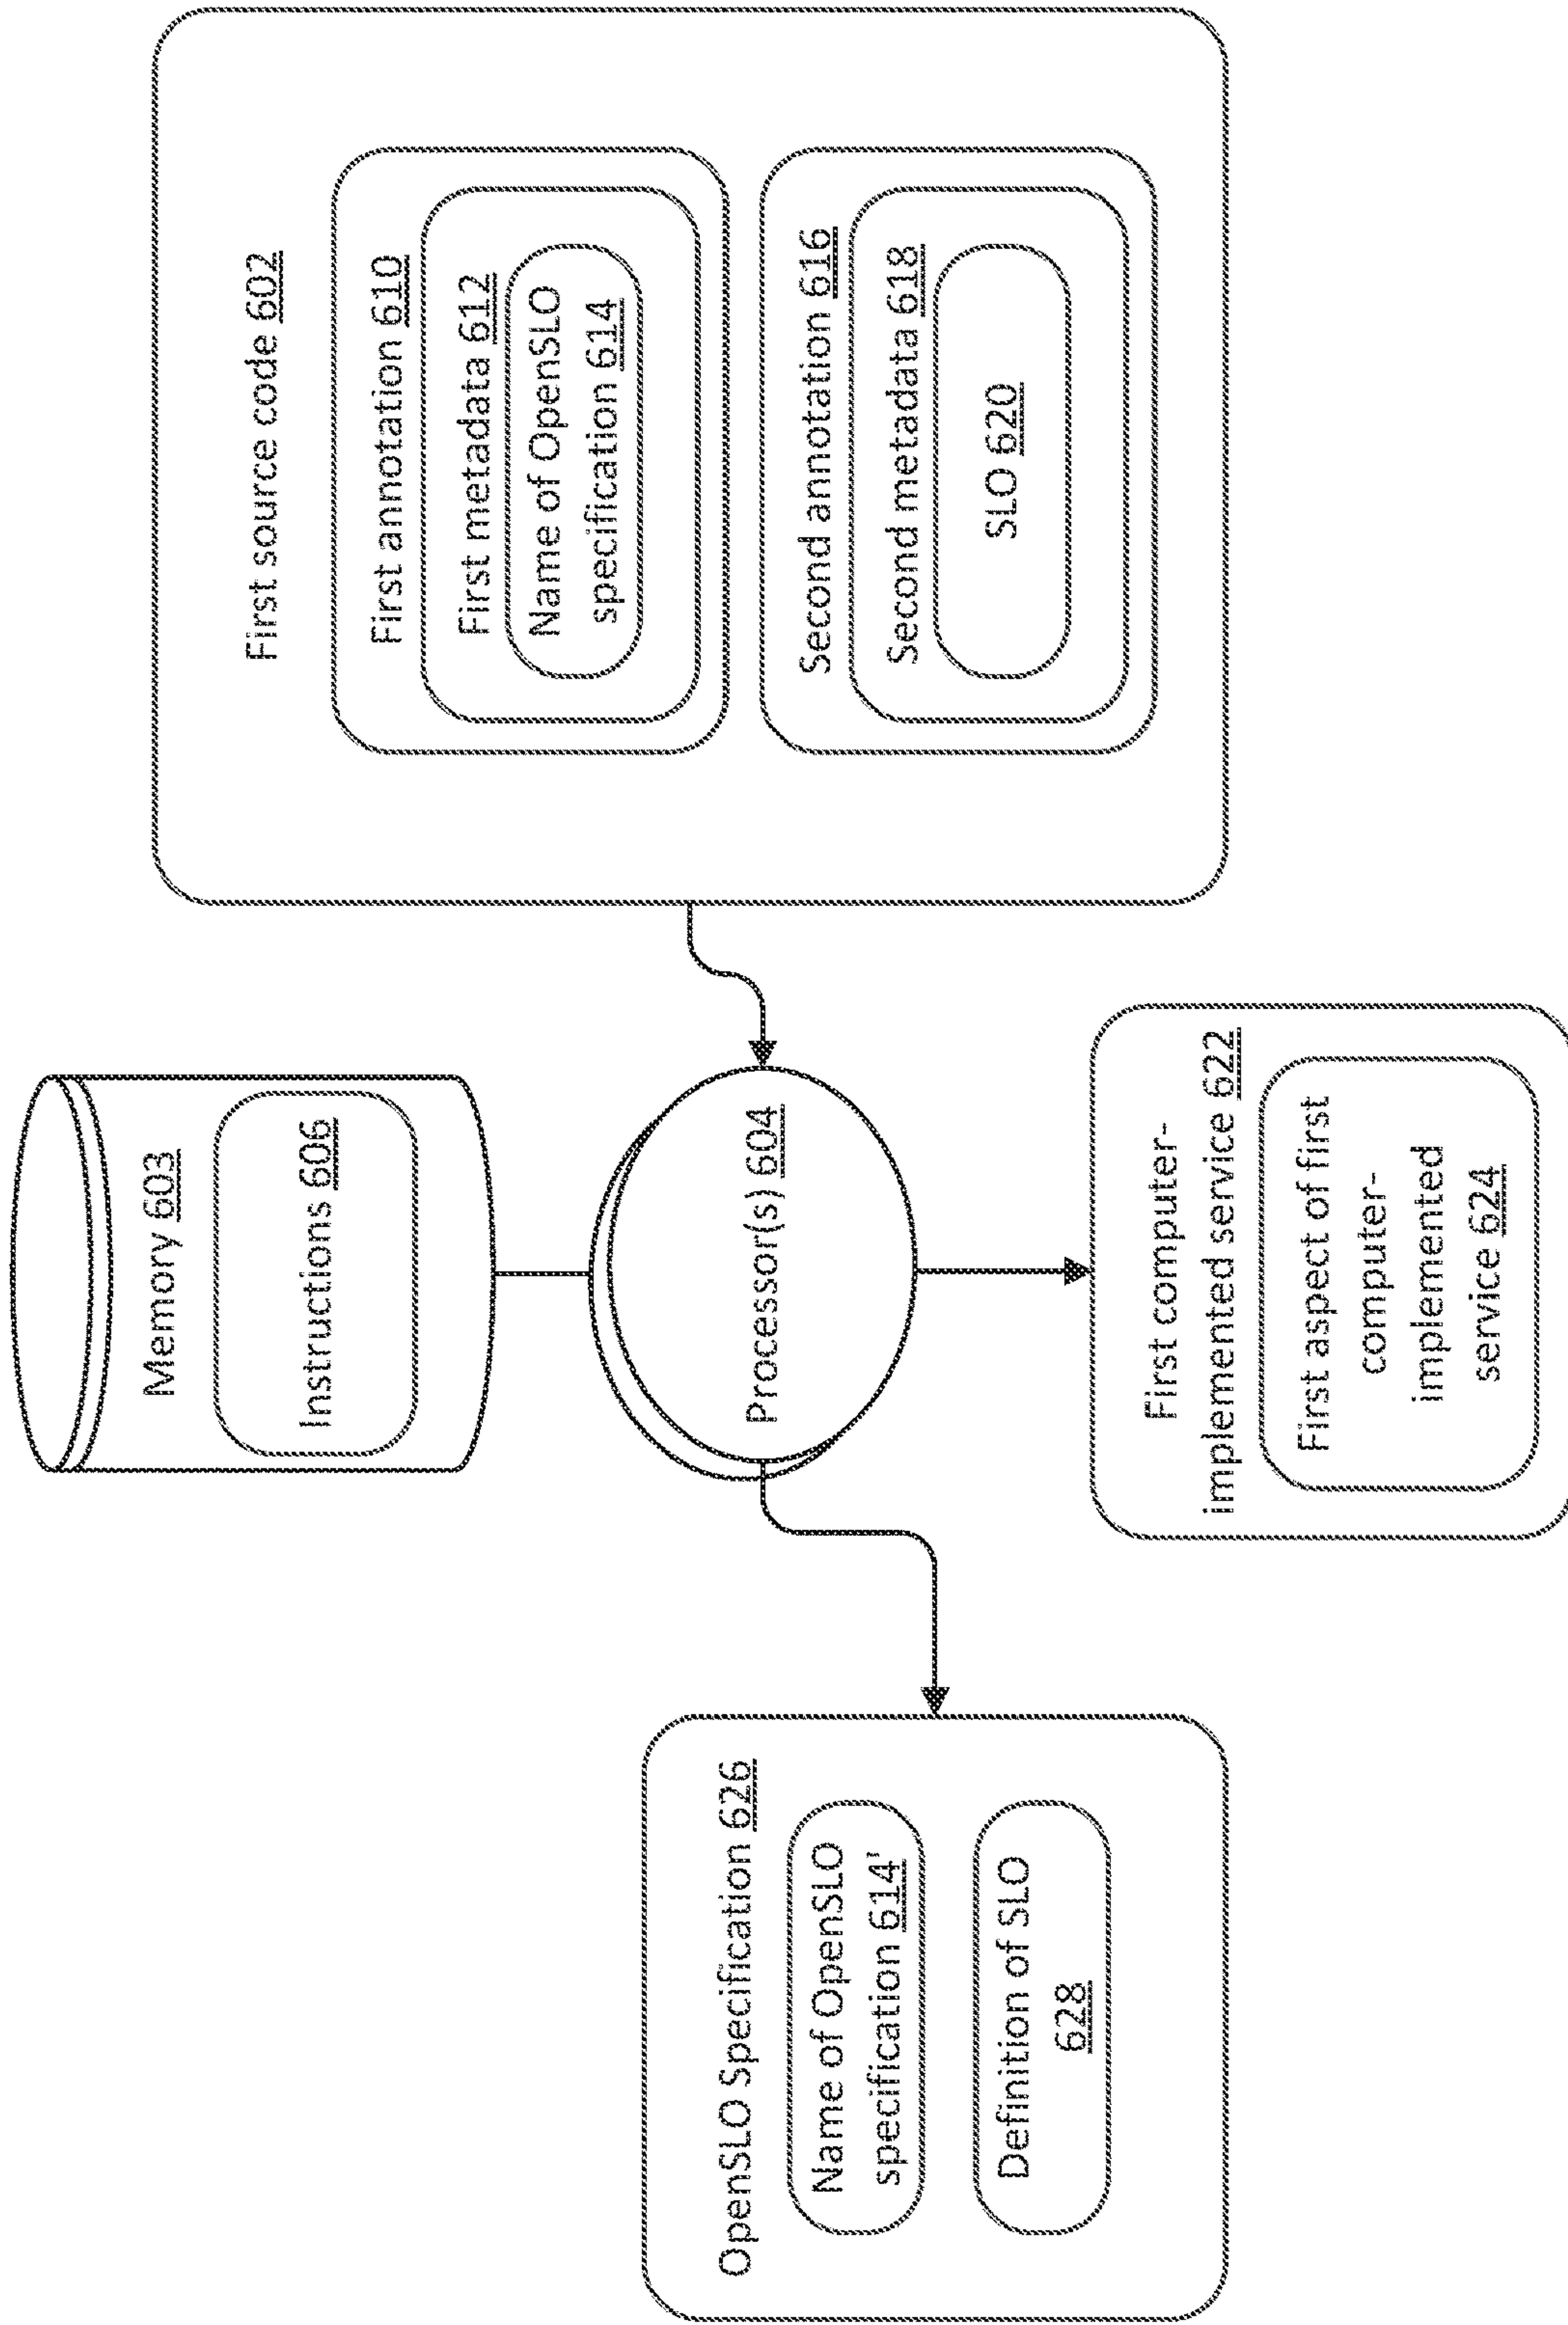 First source code 602
First annotation 610
First metadata 612
Name of OpenSLO
specification 614
Second annotation 616
Second metadata 618
SLO 620
Memory 603
Instructions 606
Processor(s) 604
First computer-
implemented service 622
First aspect of first
computer-
implemented
service 624
OpenSLO Specification 626
Name of OpenSLO
specification 614'
Definition of SLO
628